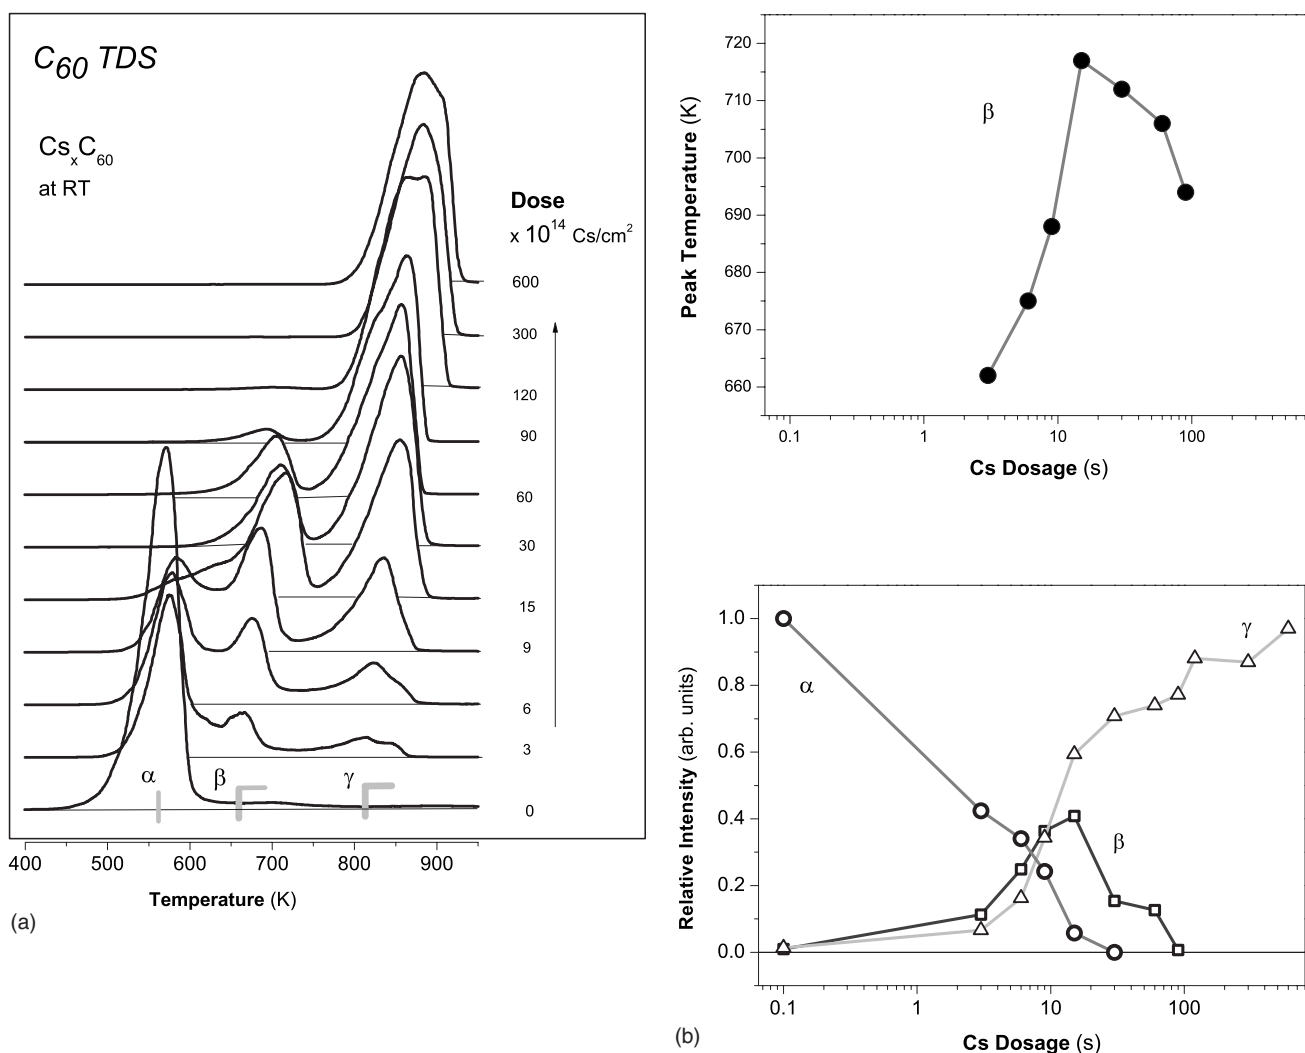 C60 TDS
CsxC60
at RT
Dose
x 10^14 Cs/cm^2
600
300
120
90
60
30
15
9
6
3
0
α
β
γ
400 500 600 700 800 900
Temperature (K)
(a)
720
710
700
690
680
670
660
Peak Temperature (K)
β
0.1 1 10 100
Cs Dosage (s)
1.0
0.8
0.6
0.4
0.2
0.0
Relative Intensity (arb. units)
α
γ
β
0.1 1 10 100
Cs Dosage (s)
(b)